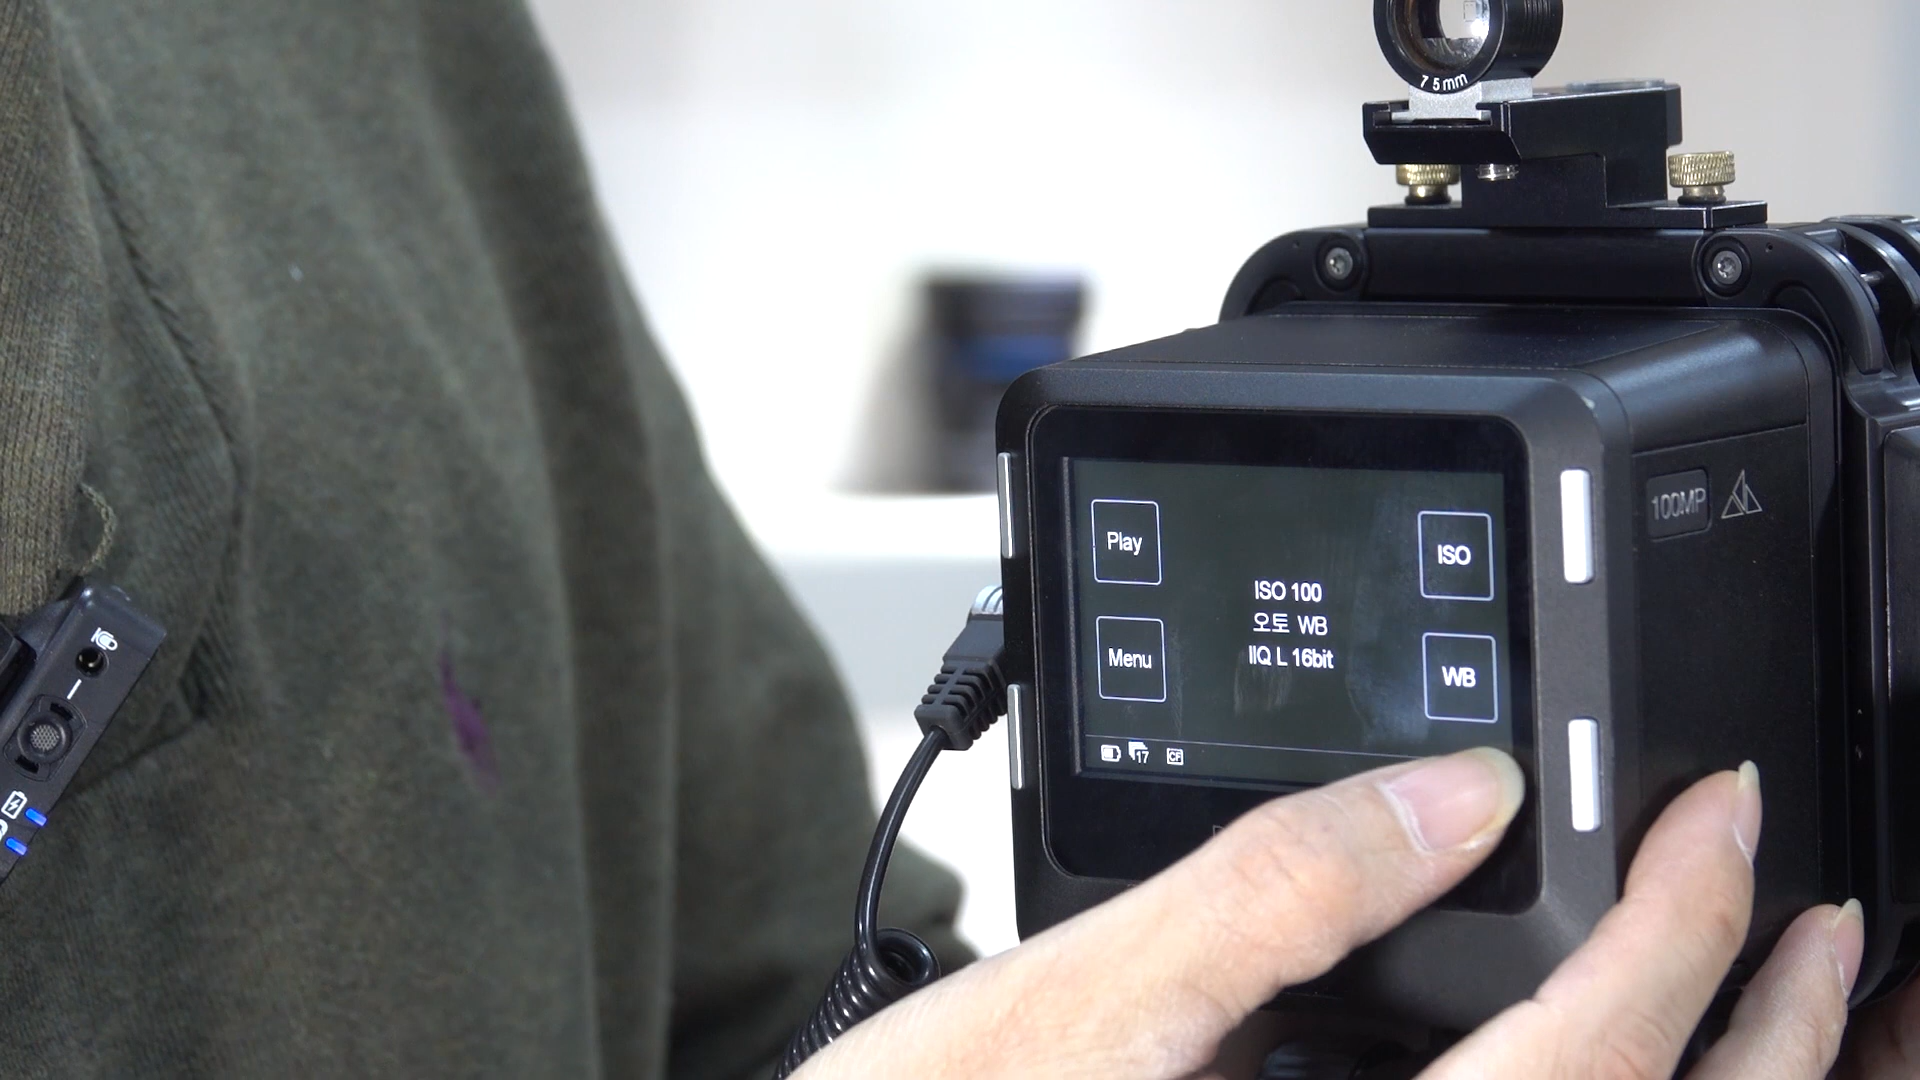 75mm
100MP
Play
ISO
ISO 100
오토 WB
IIQ L 16bit
Menu
WB
17
CF